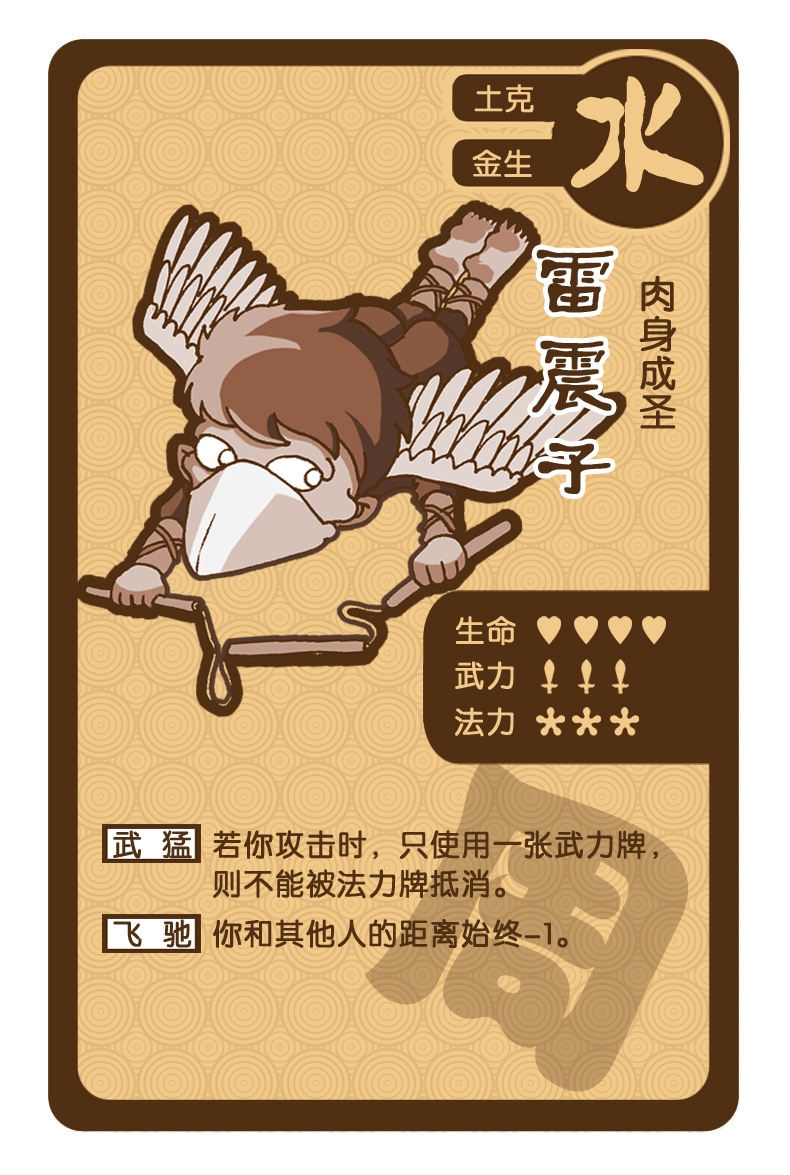 土克
金生
水
雷震子
肉身成圣
生命
武力
法力
武猛 若你攻击时，只使用一张武力牌，
则不能被法力牌抵消。
飞驰 你和其他人的距离始终-1。
周